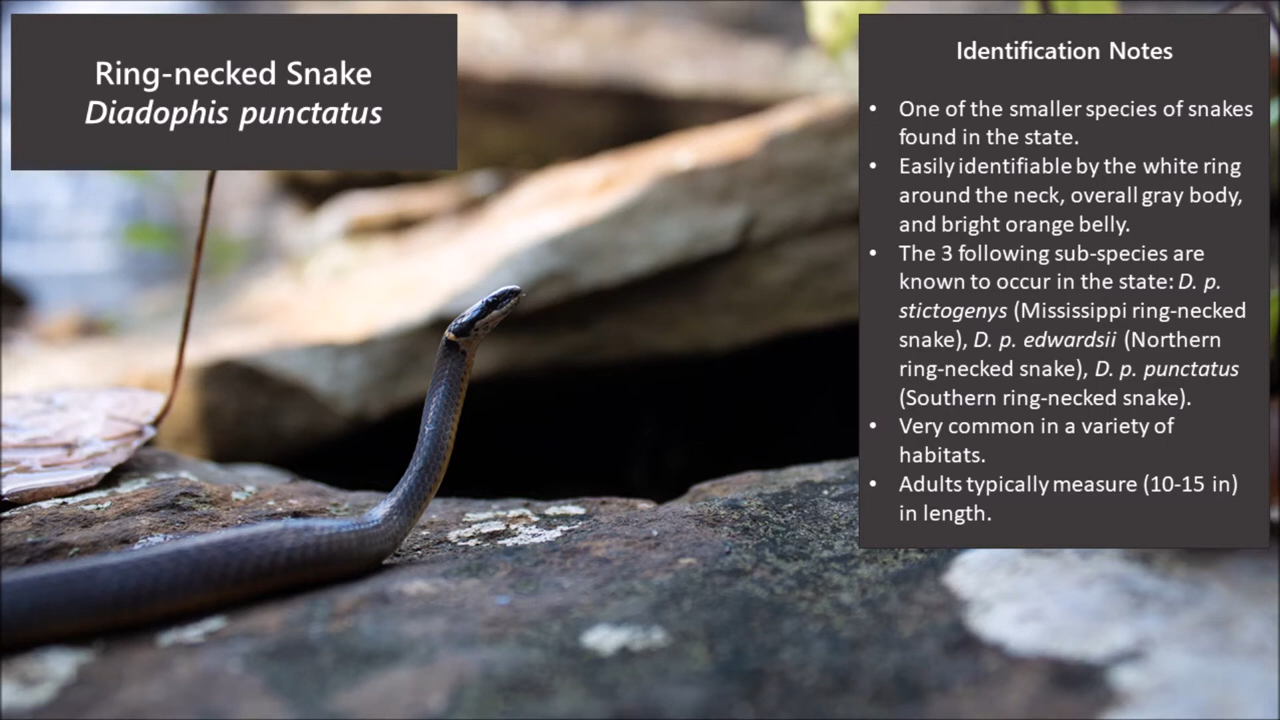 Ring-necked Snake
Diadophis punctatus
Identification Notes
• One of the smaller species of snakes
found in the state.
• Easily identifiable by the white ring
around the neck, overall gray body,
and bright orange belly.
• The 3 following sub-species are
known to occur in the state: D. p.
stictogenys (Mississippi ring-necked
snake), D. p. edwardsii (Northern
ring-necked snake), D. p. punctatus
(Southern ring-necked snake).
• Very common in a variety of
habitats.
• Adults typically measure (10-15 in)
in length.